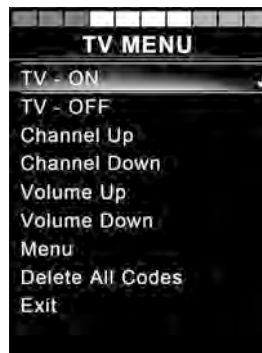 TV MENU
TV - ON
TV - OFF
Channel Up
Channel Down
Volume Up
Volume Down
Menu
Delete All Codes
Exit